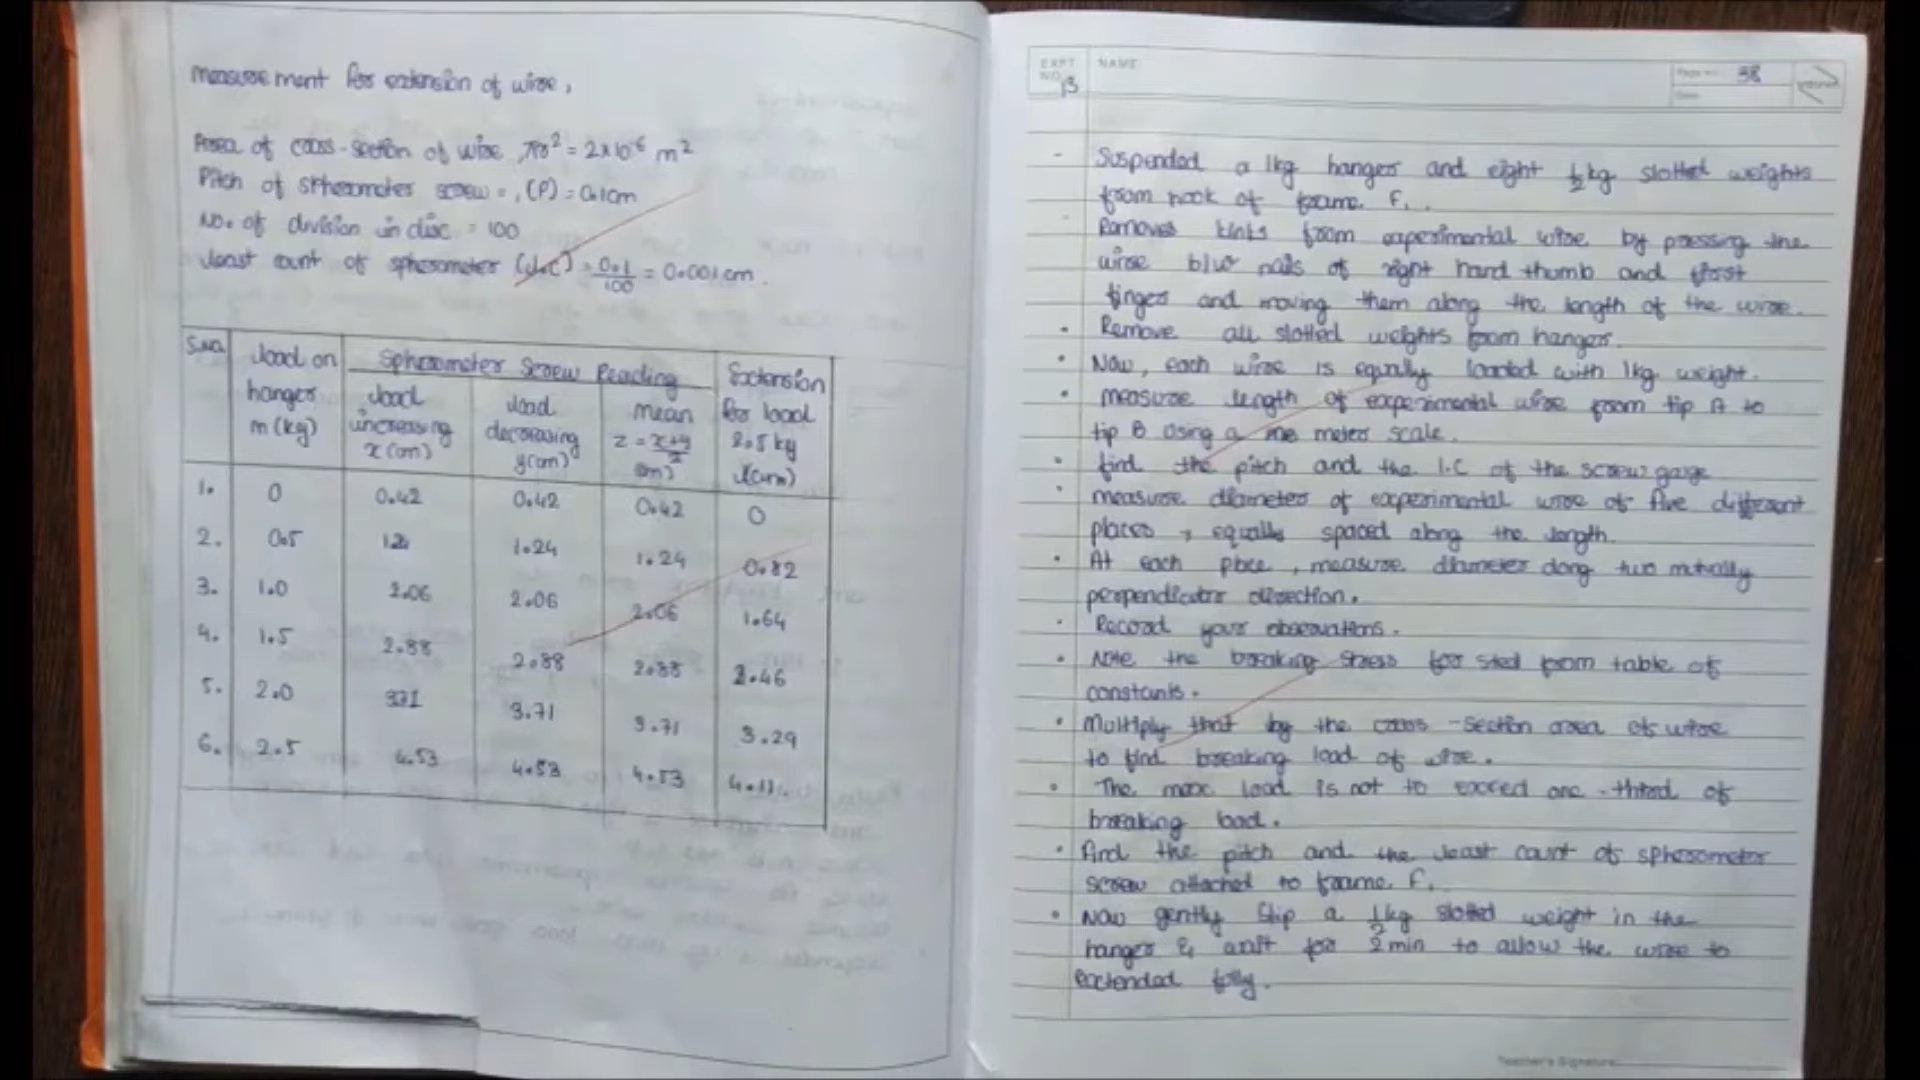 Measurement for extension of wire,
Area of cross-section of wire, πr² = 2×10⁻⁶ m²
Pitch of spherometer screw = , (P) = 0.1cm
No. of division in disc = 100
Least count of spherometer (L.C) = 0.1/100 = 0.001 cm.
S.no. Load on hanger m (kg) Spherometer Screw Reading Extension for load 2.5 kg l(cm)
Load increasing x (cm) Load decreasing y(cm) mean z = x+y/2 cm)
1. 0 0.42 0.42 0.42 0
2. 0.5 1.24 1.24 0.82
3. 1.0 2.06 2.06 2.06 1.64
4. 1.5 2.88 2.88 2.88 2.46
5. 2.0 371 3.71 3.71 3.29
6. 2.5 4.53 4.53 4.53 4.11
EXPT NO. 13 NAME Page No. 38
Date
- Suspended a 1kg hanger and eight ½ kg slotted weights
from hook of frame F₁.
- Removes kinks from experimental wire by pressing the
wire b/w nails of right hand thumb and first
finger and moving them along the length of the wire.
• Remove all slotted weights from hanger.
• Now, each wire is equally loaded with 1kg weight.
• Measure length of experimental wire from tip A to
tip B using a meter scale.
• Find the pitch and the L.C of the screw gauge
• Measure diameter of experimental wire of five different
places, equally spaced along the length.
• At each place, measure diameter along two mutually
perpendicular direction.
• Record your observations.
• Note the breaking stress for steel from table of
constants.
• Multiply that by the cross-section area of wire
to find breaking load of wire.
• The max load is not to exceed one-third of
breaking load.
• Find the pitch and the least count of spherometer
screw attached to frame F₁.
• Now gently slip a ½kg slotted weight in the
hanger & wait for 2 min to allow the wire to
extended fully.
Teacher's Signature